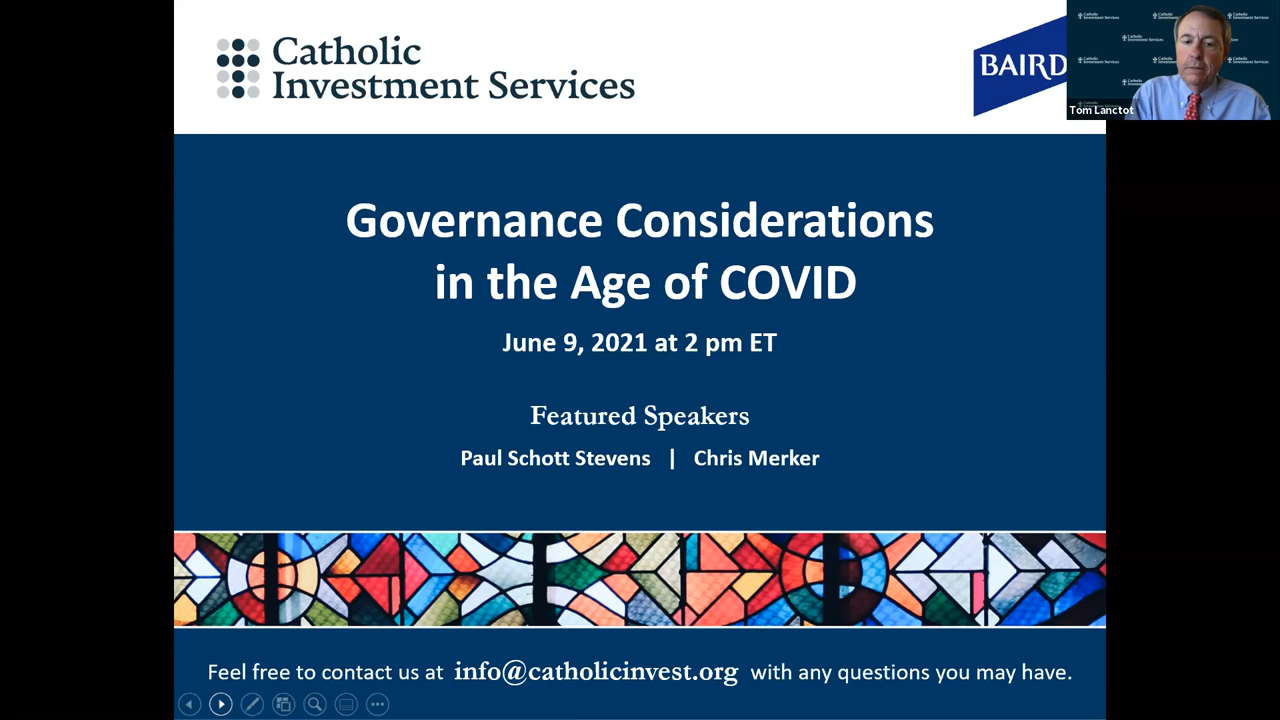 Catholic
Investment Services
BAIRD
Tom Lanctot
Governance Considerations
in the Age of COVID
June 9, 2021 at 2 pm ET
Featured Speakers
Paul Schott Stevens | Chris Merker
Feel free to contact us at info@catholicinvest.org with any questions you may have.